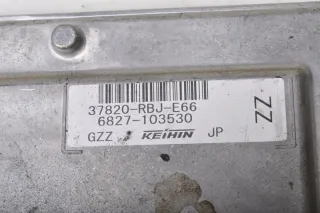 37820-RBJ-E66
6827-103530
GZZ KEIHIN JP
ZZ